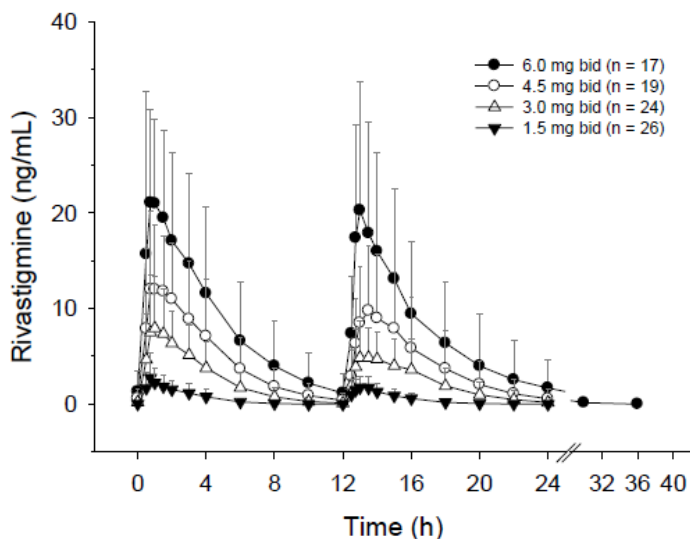 40
30
20
10
0
Rivastigmine (ng/mL)
6.0 mg bid (n = 17)
4.5 mg bid (n = 19)
3.0 mg bid (n = 24)
1.5 mg bid (n = 26)
0 4 8 12 16 20 24 32 36 40
Time (h)